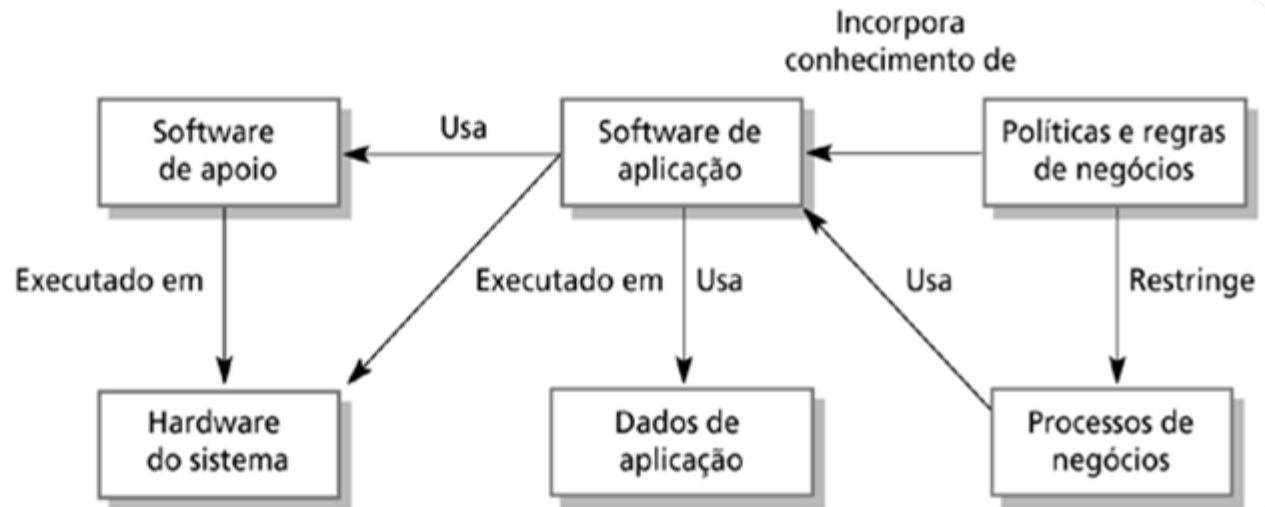 Incorpora
conhecimento de
Software
de apoio
Usa
Software de
aplicação
Políticas e regras
de negócios
Executado em
Executado em
Usa
Usa
Restringe
Hardware
do sistema
Dados de
aplicação
Processos de
negócios